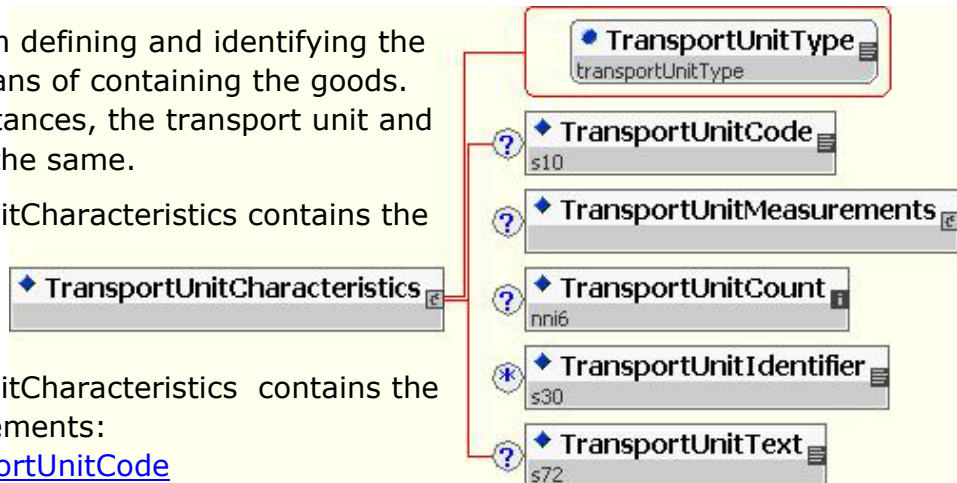 defining and identifying the
ans of containing the goods.
tances, the transport unit and
the same.
itCharacteristics contains the
TransportUnitCharacteristics
itCharacteristics contains the
ements:
ortUnitCode
TransportUnitType
transportUnitType
?
TransportUnitCode
s10
?
TransportUnitMeasurements
?
TransportUnitCount
nni6
*
TransportUnitIdentifier
s30
?
TransportUnitText
s72